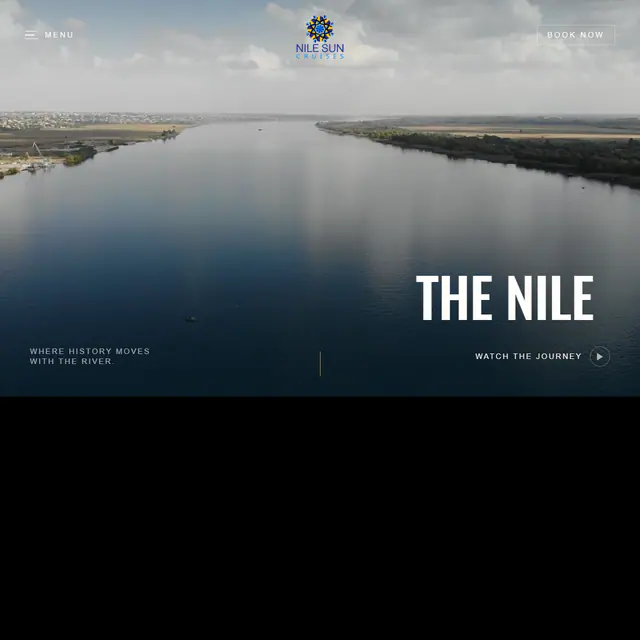 MENU
NILE SUN
CRUISES
BOOK NOW
THE NILE
WHERE HISTORY MOVES
WITH THE RIVER
WATCH THE JOURNEY